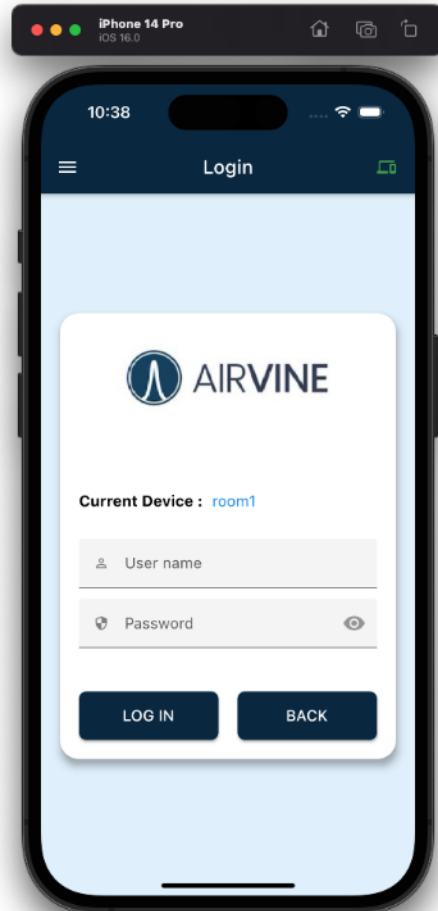 iPhone 14 Pro
iOS 16.0
10:38
Login
AIRVINE
Current Device : room1
User name
Password
LOG IN BACK